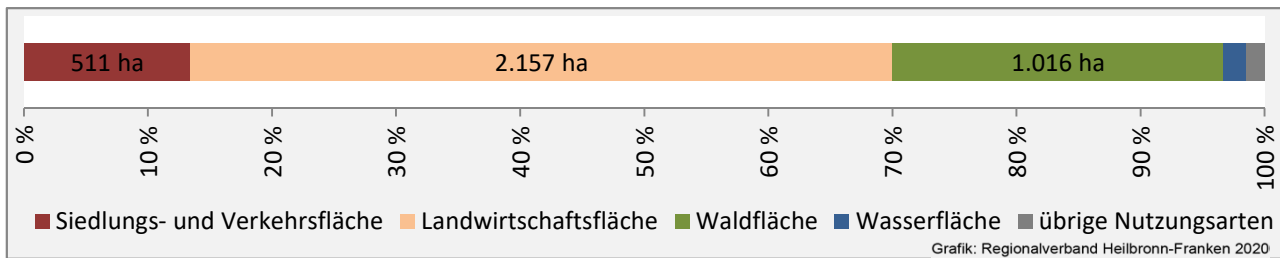 511 ha 2.157 ha 1.016 ha
0 % 10 % 20 % 30 % 40 % 50 % 60 % 70 % 80 % 90 % 100 %
Siedlungs- und Verkehrsfläche Landwirtschaftsfläche Waldfläche Wasserfläche übrige Nutzungsarten
Grafik: Regionalverband Heilbronn-Franken 2020